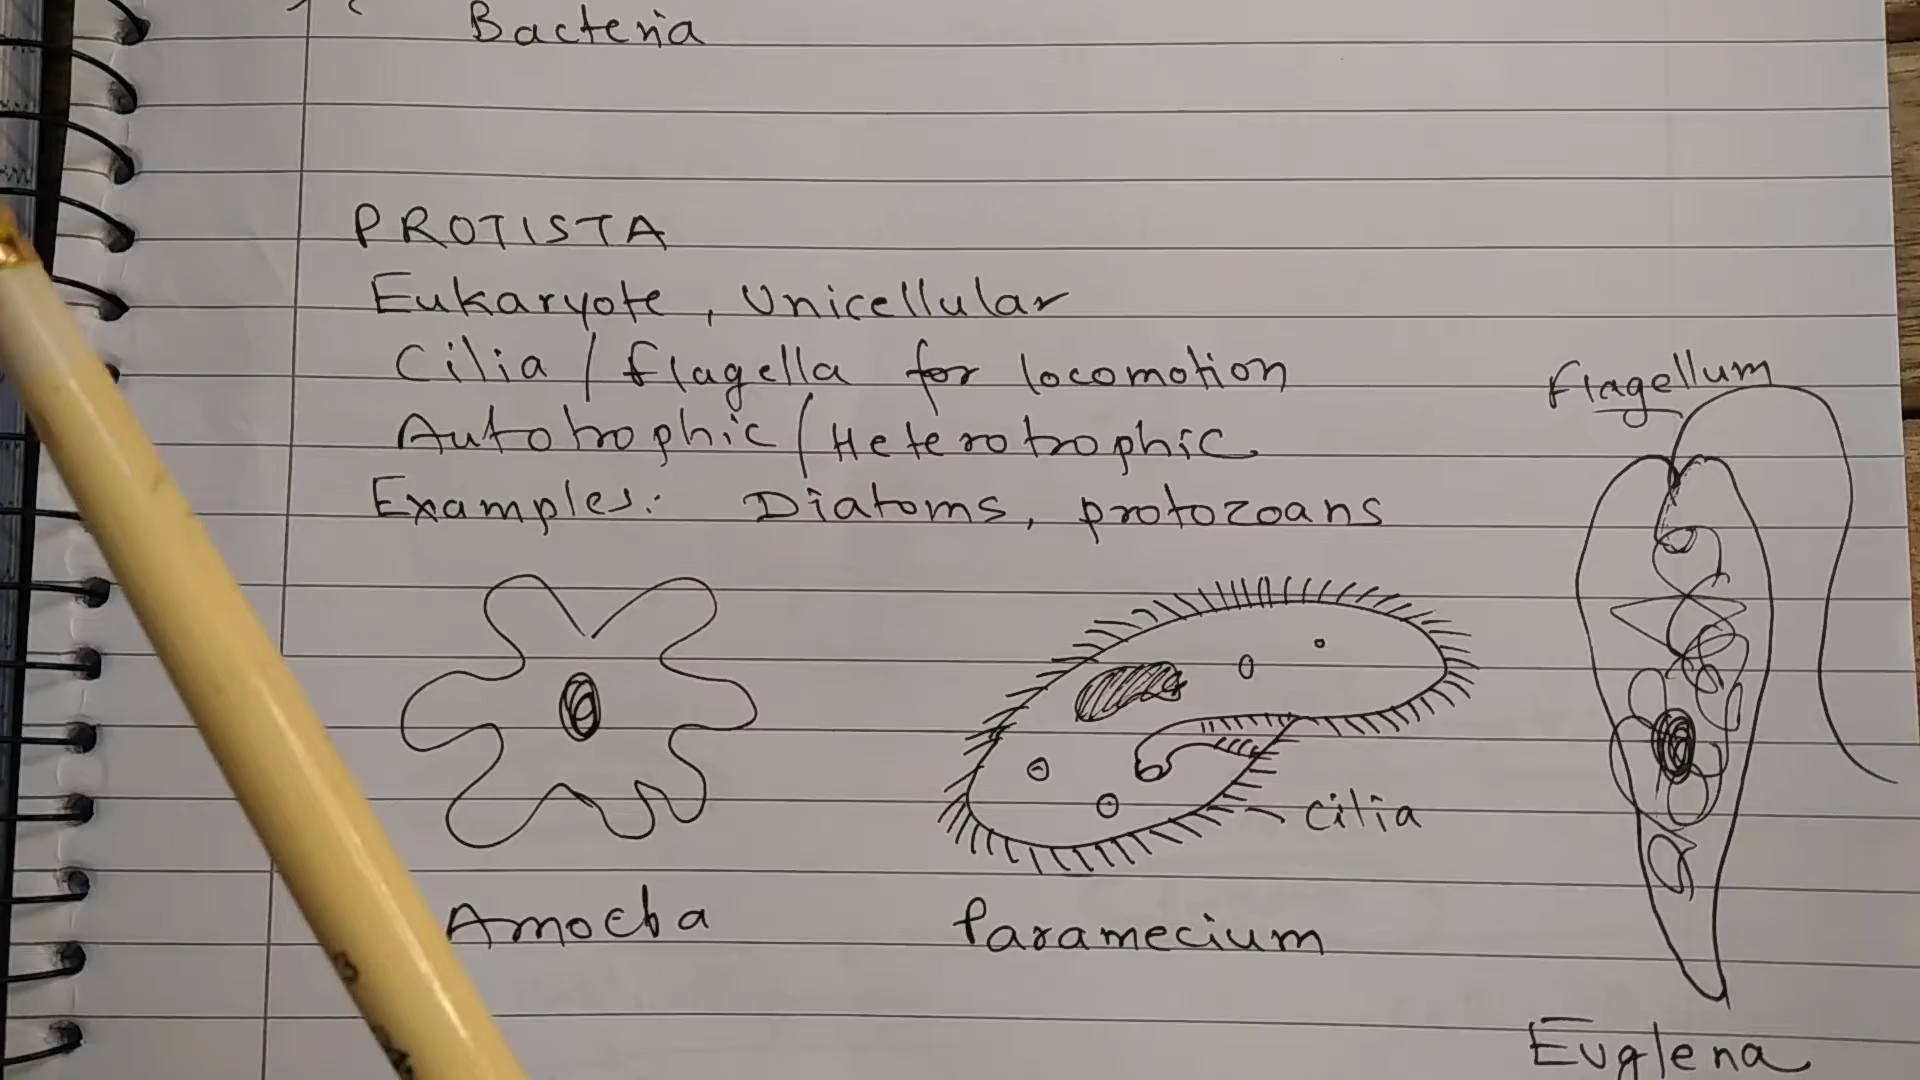 Bacteria
PROTISTA
Eukaryote, Unicellular
Cilia / flagella for locomotion
Autotrophic / Heterotrophic
Examples: Diatoms, protozoans
Flagellum
cilia
Amoeba
Paramecium
Euglena